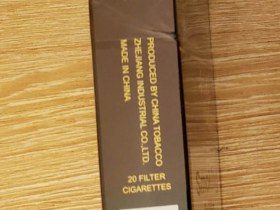 PRODUCED BY CHINA TOBACCO
ZHEJIANG INDUSTRIAL CO.,LTD.
MADE IN CHINA
20 FILTER
CIGARETTES